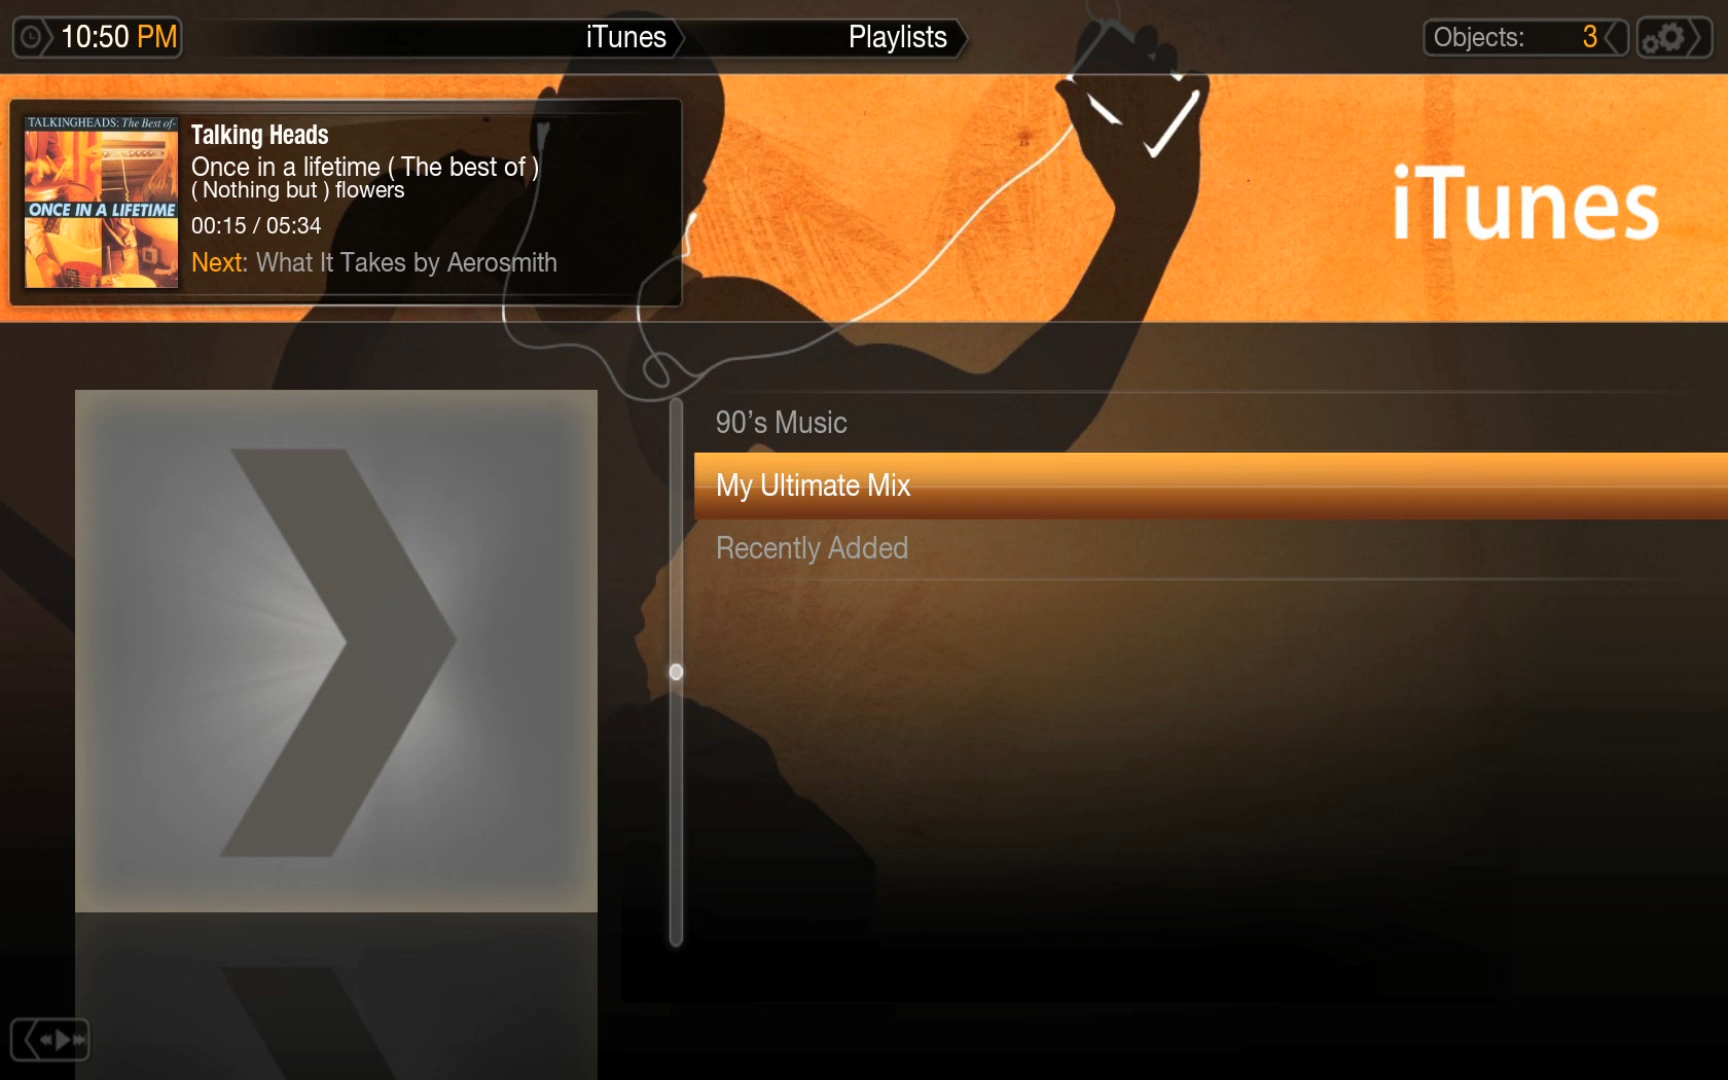 10:50 PM
iTunes
Playlists
Objects: 3
TALKINGHEADS: The Best of-
ONCE IN A LIFETIME
Talking Heads
Once in a lifetime ( The best of )
( Nothing but ) flowers
00:15 / 05:34
Next: What It Takes by Aerosmith
iTunes
90's Music
My Ultimate Mix
Recently Added